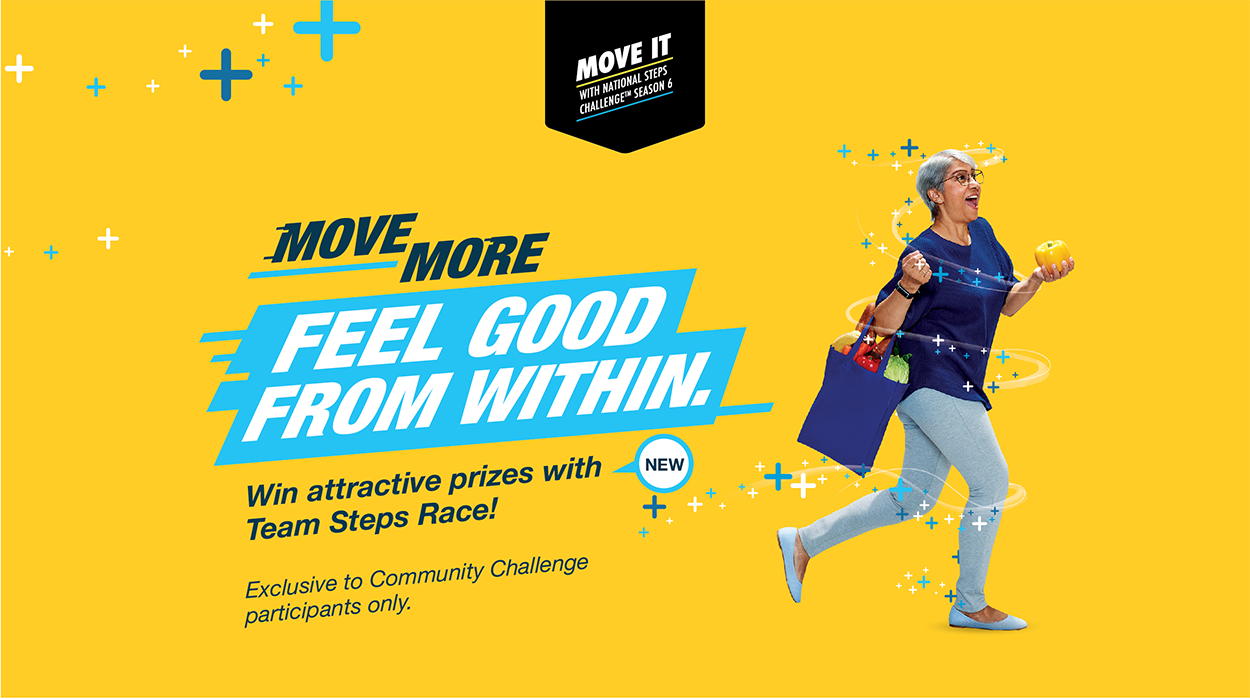 MOVE IT
WITH NATIONAL STEPS
CHALLENGE™ SEASON 6
MOVE
MORE
FEEL GOOD
FROM WITHIN.
Win attractive prizes with
NEW
Team Steps Race!
Exclusive to Community Challenge
participants only.